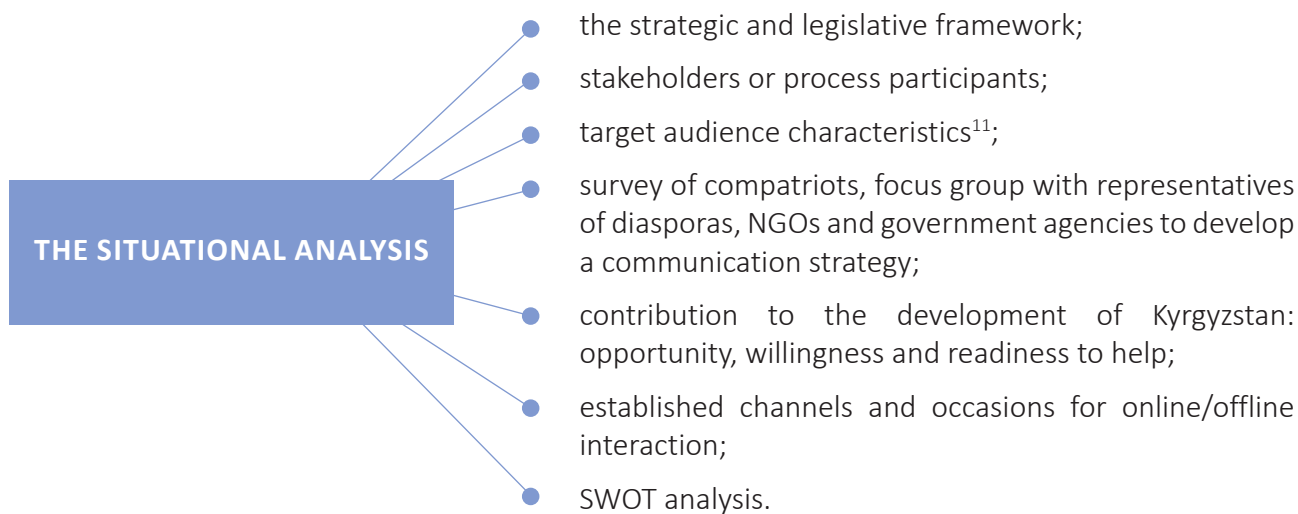 the strategic and legislative framework;
stakeholders or process participants;
target audience characteristics¹¹;
THE SITUATIONAL ANALYSIS
survey of compatriots, focus group with representatives
of diasporas, NGOs and government agencies to develop
a communication strategy;
contribution to the development of Kyrgyzstan:
opportunity, willingness and readiness to help;
established channels and occasions for online/offline
interaction;
SWOT analysis.